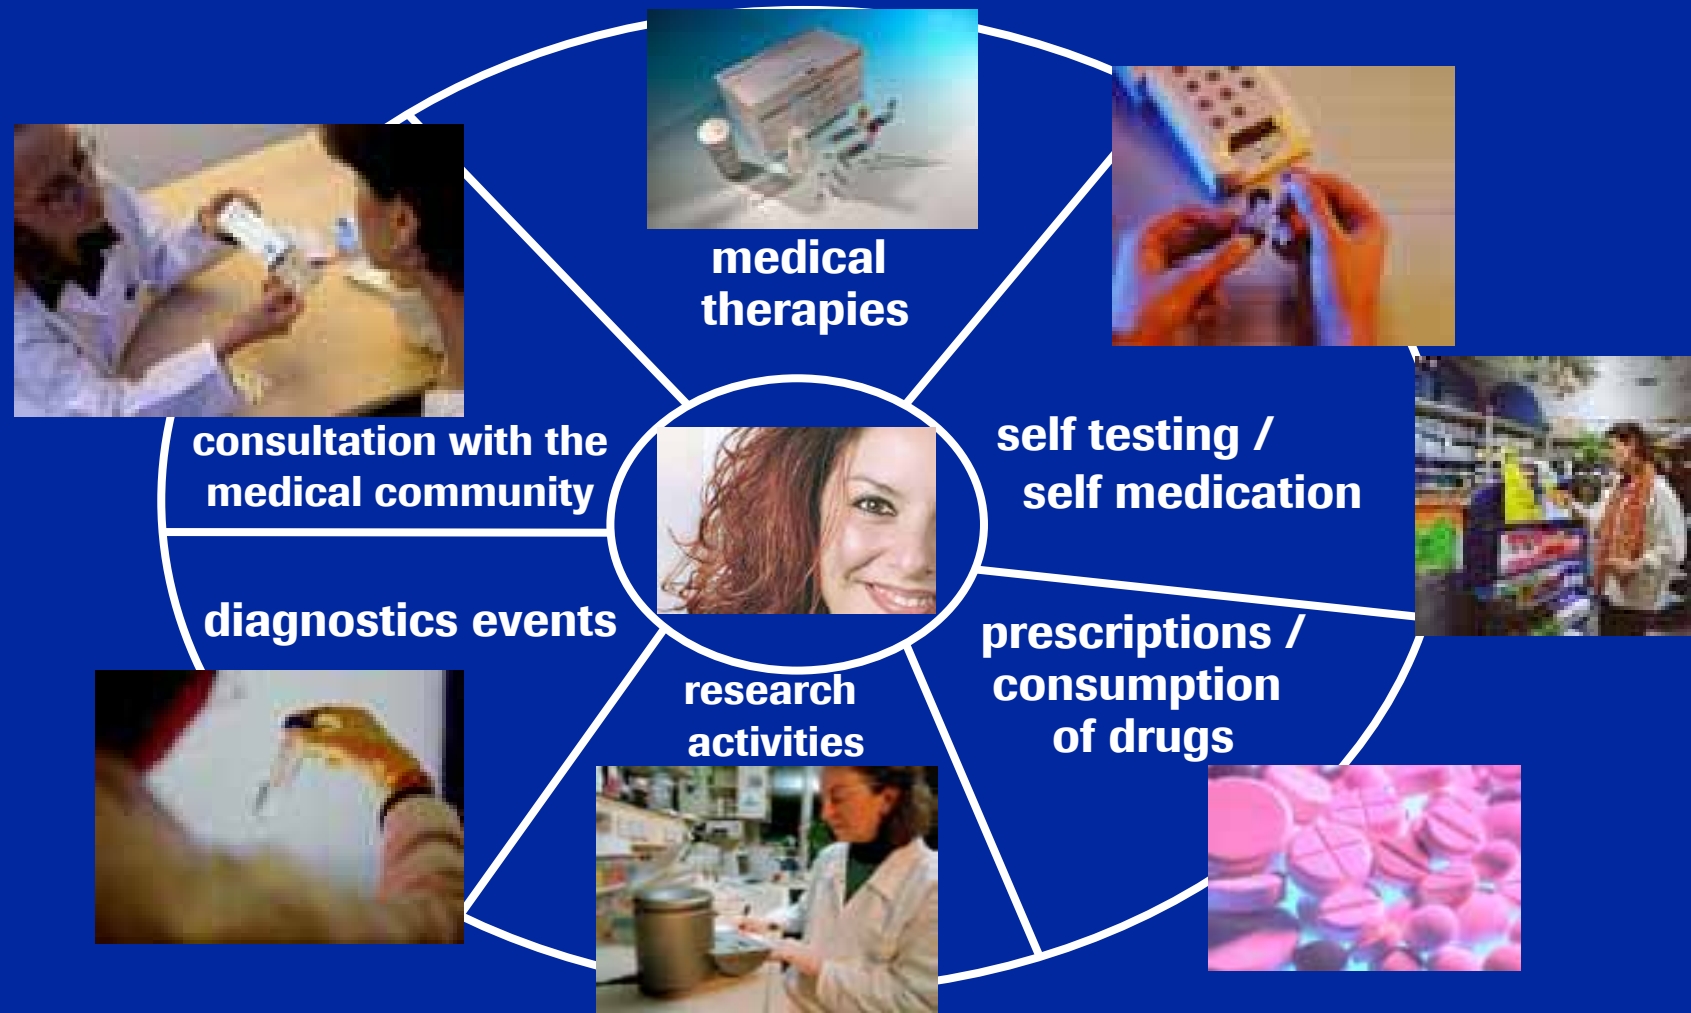 medical
therapies
self testing /
self medication
prescriptions /
consumption
of drugs
research
activities
diagnostics events
consultation with the
medical community